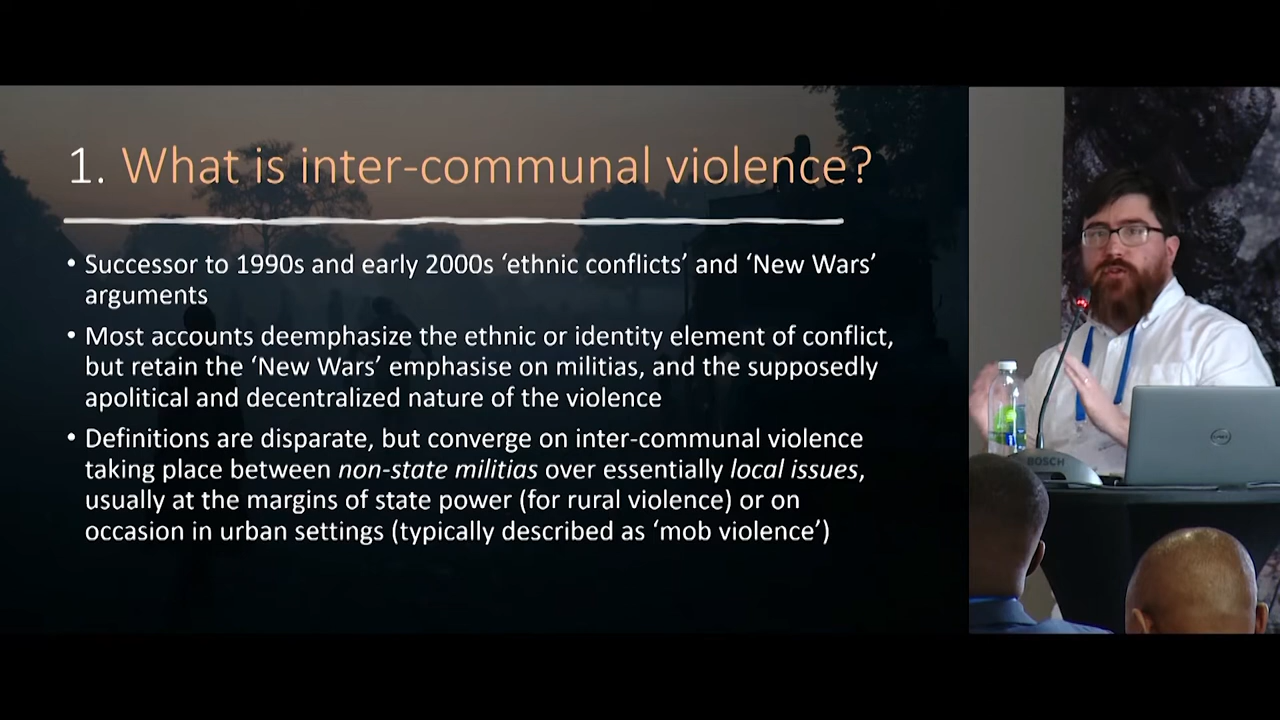 1. What is inter-communal violence?
• Successor to 1990s and early 2000s ‘ethnic conflicts’ and ‘New Wars’
arguments
• Most accounts deemphasize the ethnic or identity element of conflict,
but retain the ‘New Wars’ emphasise on militias, and the supposedly
apolitical and decentralized nature of the violence
• Definitions are disparate, but converge on inter-communal violence
taking place between non-state militias over essentially local issues,
usually at the margins of state power (for rural violence) or on
occasion in urban settings (typically described as ‘mob violence’)
DELL
BOSCH